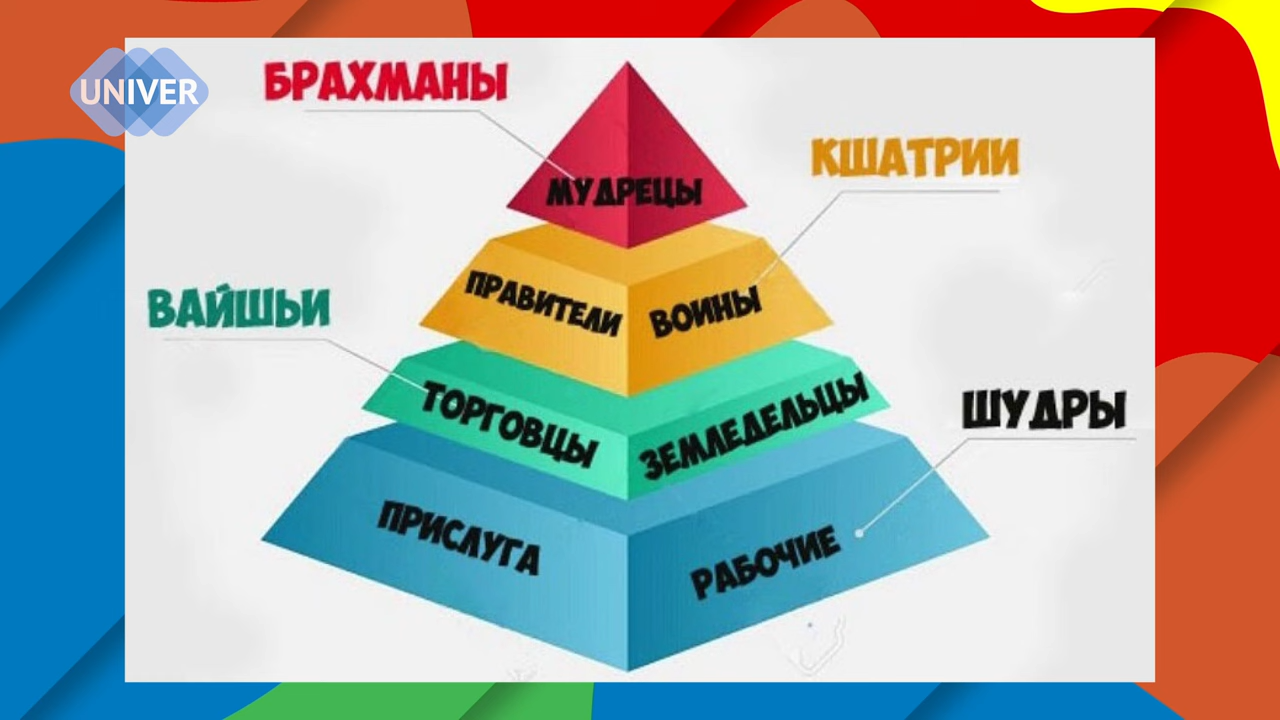 UNIVER
БРАХМАНЫ
МУДРЕЦЫ
КШАТРИИ
ПРАВИТЕЛИ
ВОИНЫ
ВАЙШЬИ
ТОРГОВЦЫ
ЗЕМЛЕДЕЛЬЦЫ
ШУДРЫ
ПРИСЛУГА
РАБОЧИЕ